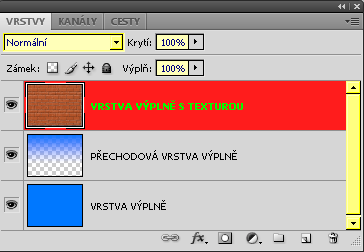 VRSTVY KANÁLY CESTY
Normální Krytí: 100%
Zámek: Výplň: 100%
VRSTVA VÝPLNĚ S TEXTUROU
PŘECHODOVÁ VRSTVA VÝPLNĚ
VRSTVA VÝPLNĚ
fx